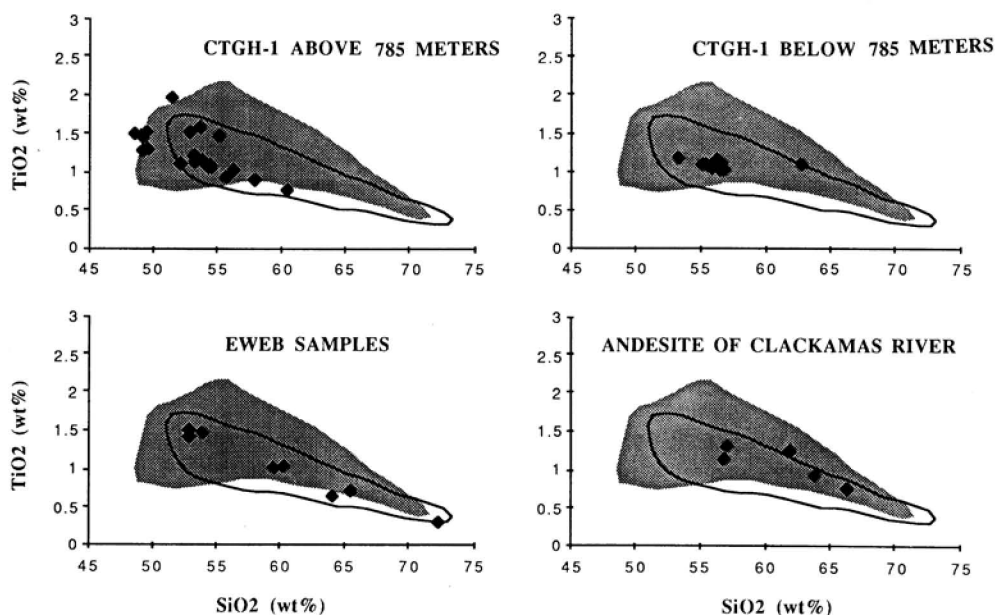 CTGH-1 ABOVE 785 METERS
TiO2 (wt%)
3
2.5
2
1.5
1
0.5
0
45 50 55 60 65 70 75
CTGH-1 BELOW 785 METERS
3
2.5
2
1.5
1
0.5
0
45 50 55 60 65 70 75
EWEB SAMPLES
TiO2 (wt%)
3
2.5
2
1.5
1
0.5
0
45 50 55 60 65 70 75
SiO2 (wt%)
ANDESITE OF CLACKAMAS RIVER
3
2.5
2
1.5
1
0.5
0
45 50 55 60 65 70 75
SiO2 (wt%)